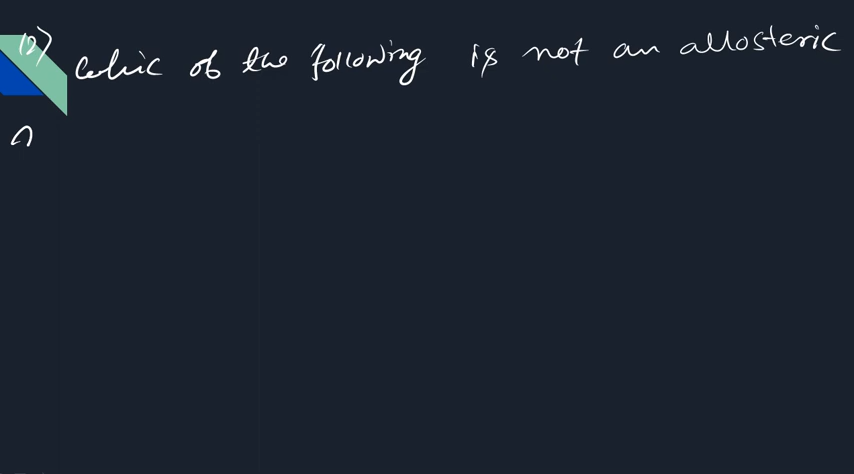 12) which of the following is not an allosteric